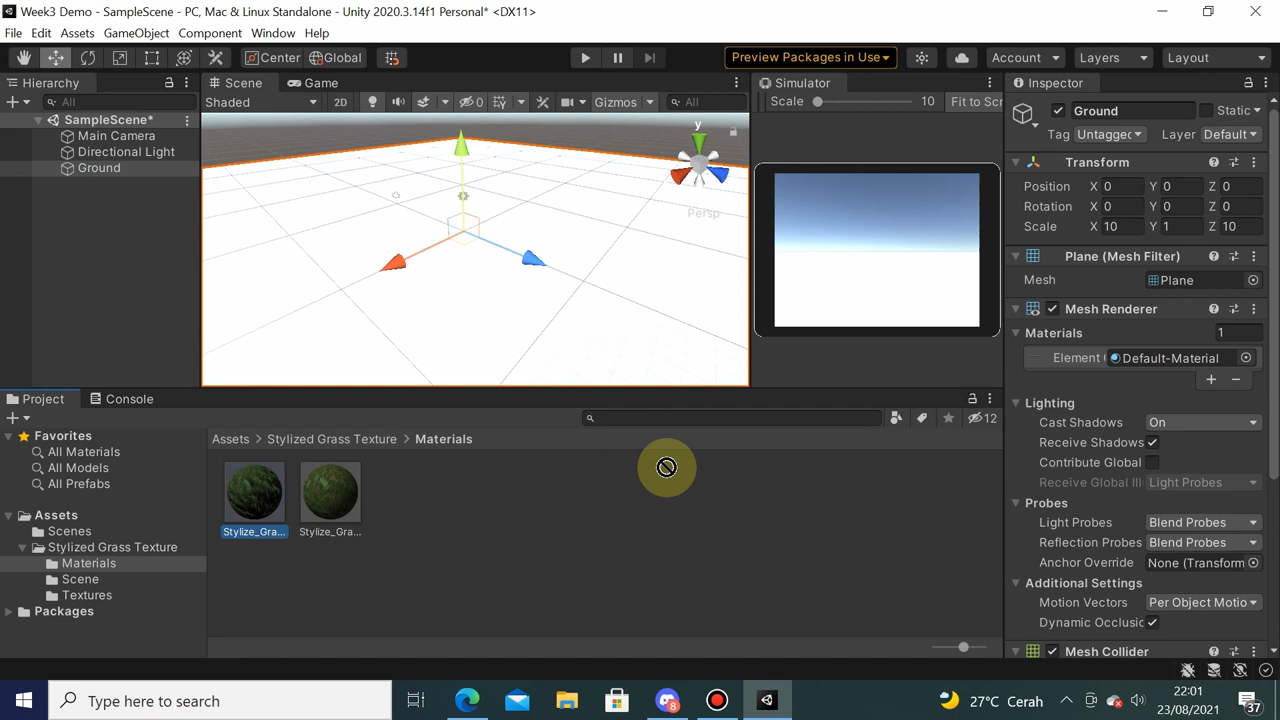 Week3 Demo - SampleScene - PC, Mac & Linux Standalone - Unity 2020.3.14f1 Personal* <DX11>
File Edit Assets GameObject Component Window Help
Center Global Preview Packages in Use Account Layers Layout
Hierarchy
All
SampleScene*
Main Camera
Directional Light
Ground
Scene Game
Shaded 2D 0 Gizmos All
y
Persp
Simulator
Scale 10 Fit to Scr
Inspector
Ground Static
Tag Untagged Layer Default
Transform
Position X 0 Y 0 Z 0
Rotation X 0 Y 0 Z 0
Scale X 10 Y 1 Z 10
Plane (Mesh Filter)
Mesh Plane
Mesh Renderer
Materials 1
Element Default-Material
Lighting
Cast Shadows On
Receive Shadows
Contribute Global
Receive Global Ill Light Probes
Probes
Light Probes Blend Probes
Reflection Probes Blend Probes
Anchor Override None (Transform
Additional Settings
Motion Vectors Per Object Motio
Dynamic Occlusic
Mesh Collider
Project Console
12
Favorites
All Materials
All Models
All Prefabs
Assets
Scenes
Stylized Grass Texture
Materials
Scene
Textures
Packages
Assets > Stylized Grass Texture > Materials
Stylize_Gra... Stylize_Gra...
Type here to search
8
27°C Cerah
22:01
23/08/2021
37